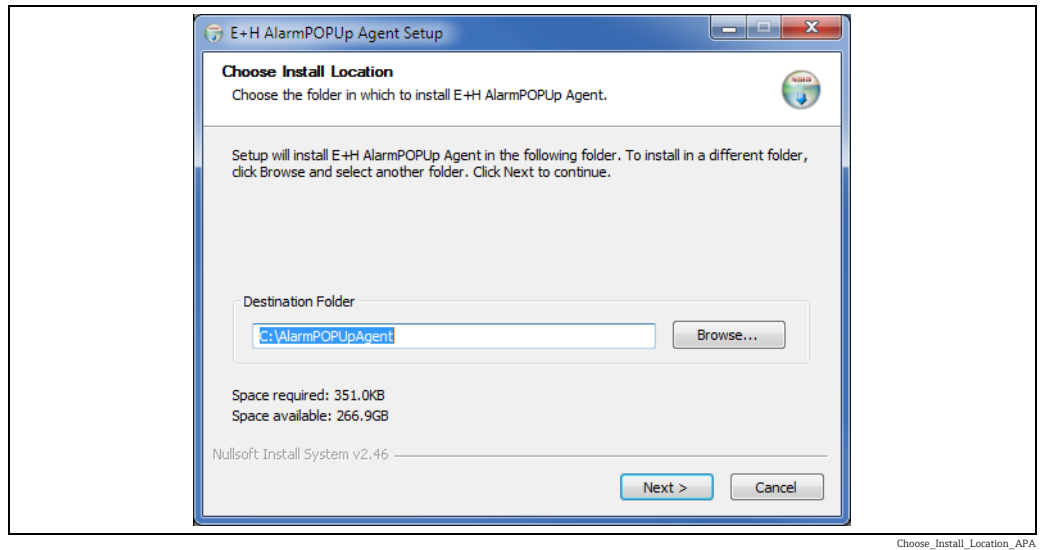 E+H AlarmPOPUp Agent Setup
Choose Install Location
Choose the folder in which to install E+H AlarmPOPUp Agent.
Setup will install E+H AlarmPOPUp Agent in the following folder. To install in a different folder,
click Browse and select another folder. Click Next to continue.
Destination Folder
C:\AlarmPOPUpAgent
Browse...
Space required: 351.0KB
Space available: 266.9GB
Nullsoft Install System v2.46
Next >
Cancel
Choose_Install_Location_APA